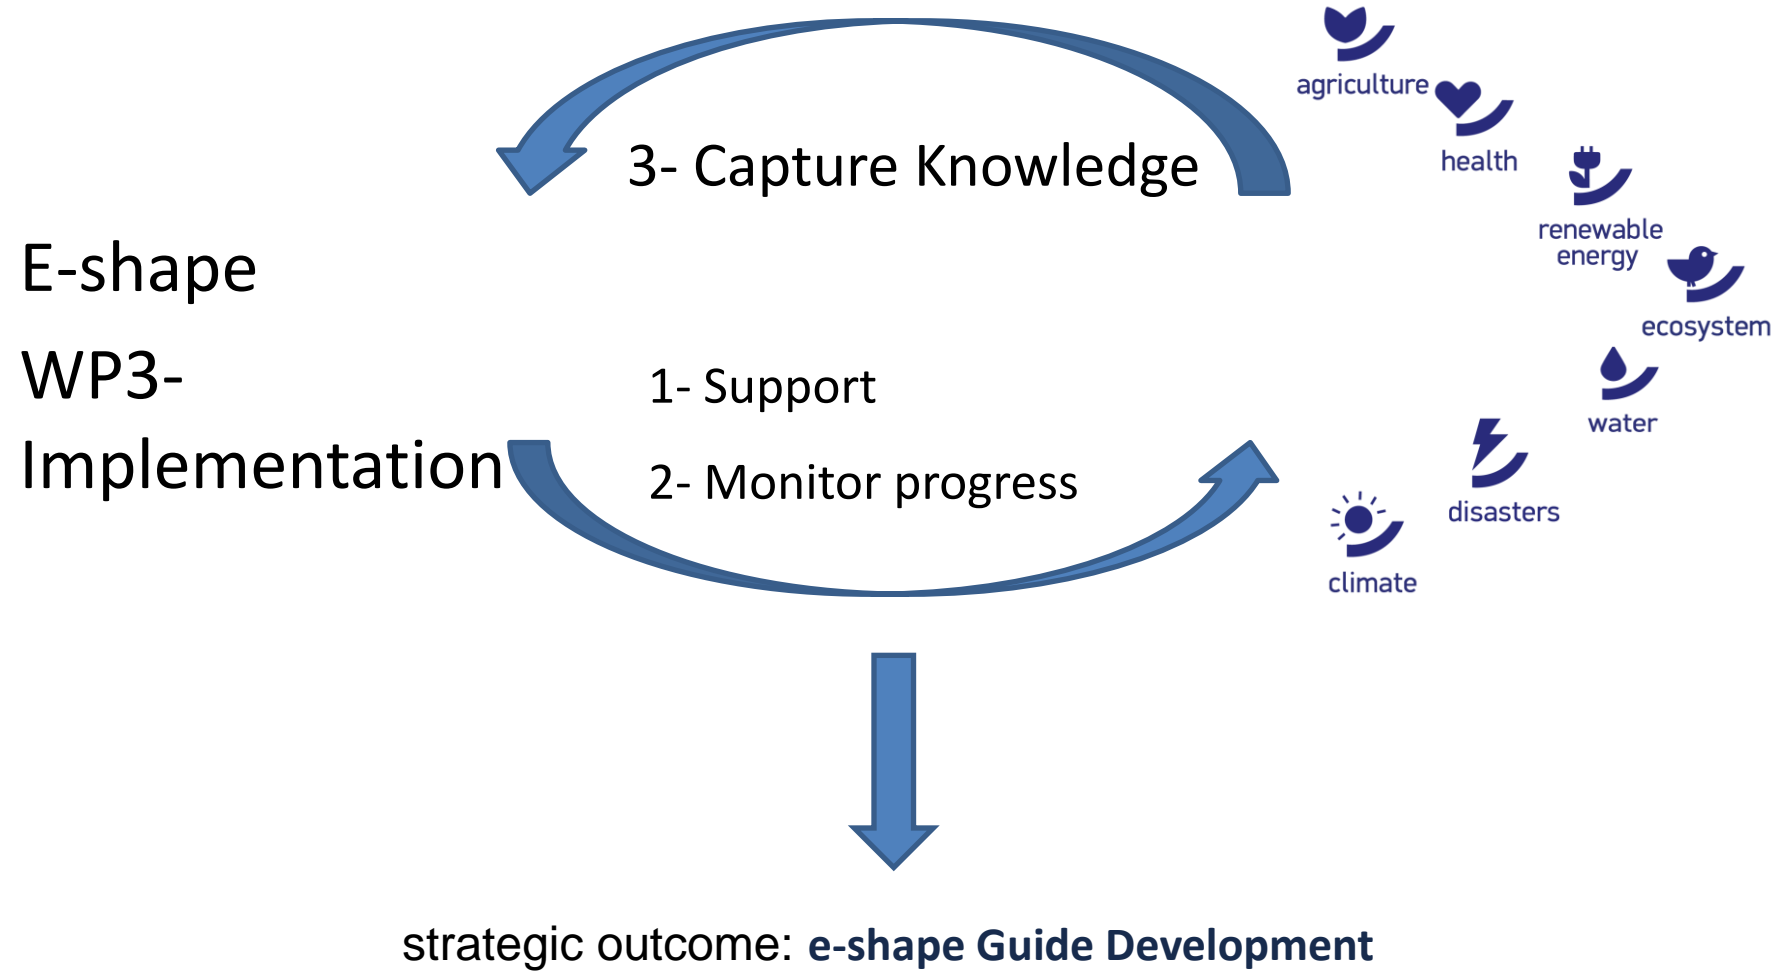 3- Capture Knowledge
E-shape
WP3-
Implementation
1- Support
2- Monitor progress
agriculture
health
renewable
energy
ecosystem
water
disasters
climate
strategic outcome: e-shape Guide Development